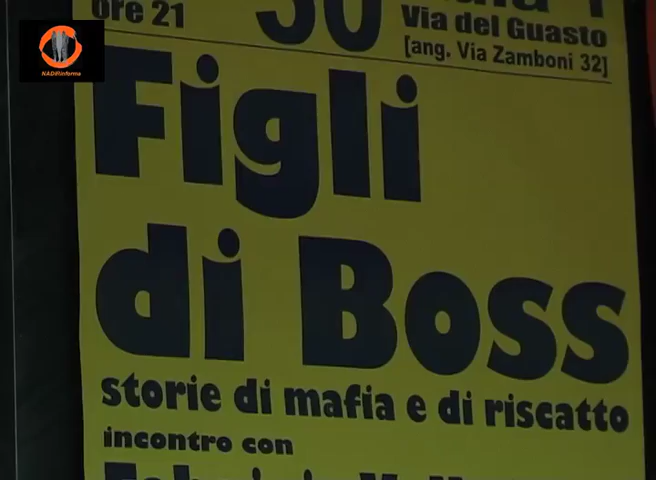 NADiRinforma
ore 21
30
Via del Guasto
[ang. Via Zamboni 32]
Figli
di Boss
storie di mafia e di riscatto
incontro con